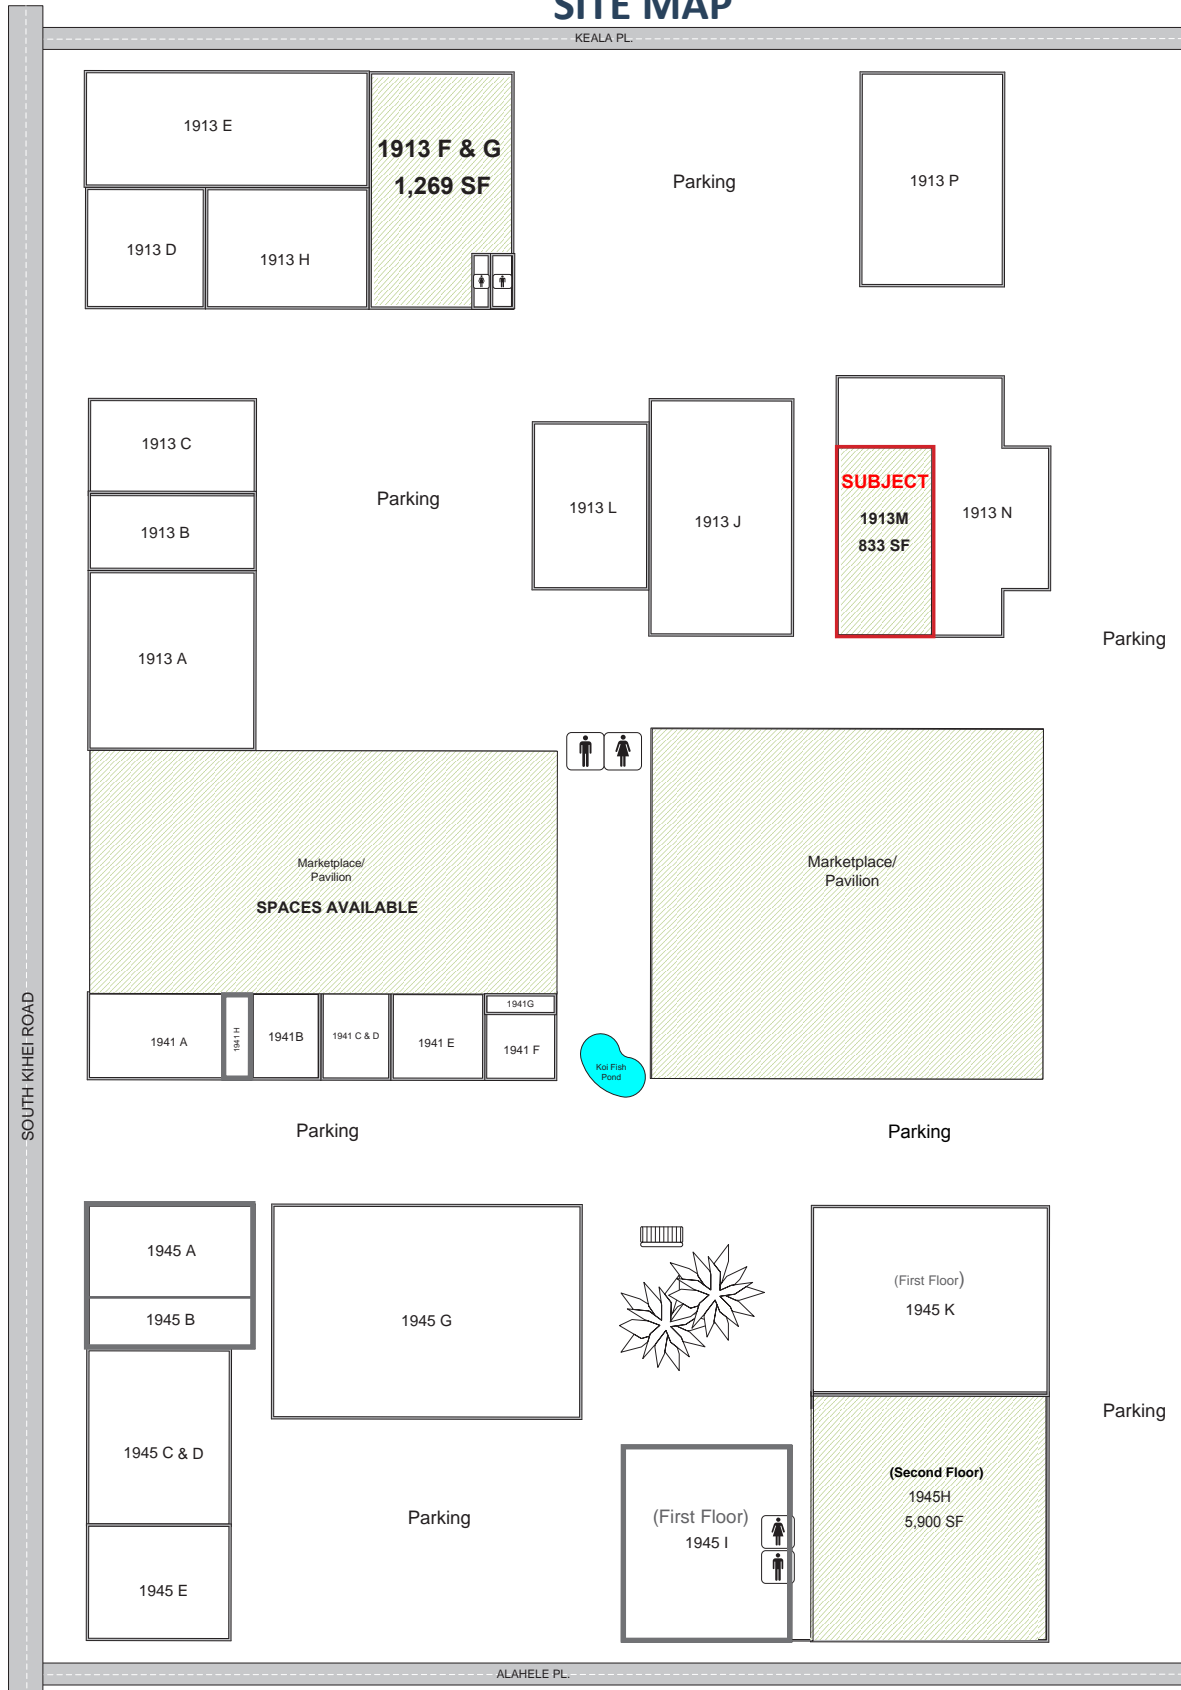 SITE MAP
KEALA PL.
1913 E
1913 F & G
1,269 SF
1913 D
1913 H
Parking
1913 P
1913 C
1913 B
1913 A
Parking
1913 L
1913 J
SUBJECT
1913M
833 SF
1913 N
Parking
Marketplace/
Pavilion
SPACES AVAILABLE
Marketplace/
Pavilion
SOUTH KIHEI ROAD
1941 A
1941 H
1941B
1941 C & D
1941 E
1941G
1941 F
Koi Fish
Pond
Parking
Parking
1945 A
1945 B
1945 C & D
1945 E
1945 G
Parking
(First Floor)
1945 K
Parking
(First Floor)
1945 I
(Second Floor)
1945H
5,900 SF
ALAHELE PL.